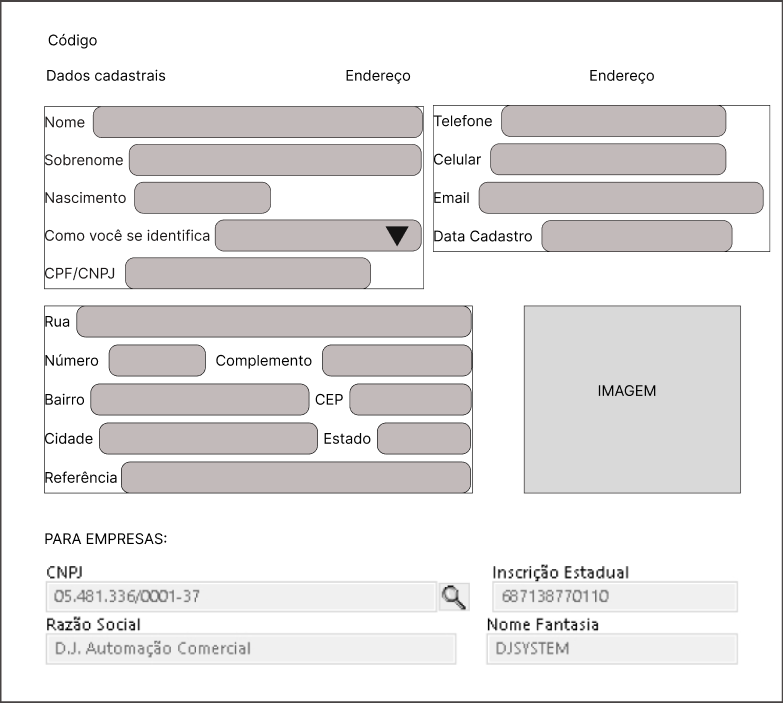 Código
Dados cadastrais Endereço Endereço
Nome
Sobrenome
Nascimento
Como você se identifica
CPF/CNPJ
Telefone
Celular
Email
Data Cadastro
Rua
Número Complemento
Bairro CEP
Cidade Estado
Referência
IMAGEM
PARA EMPRESAS:
CNPJ Inscrição Estadual
05.481.336/0001-37 687138770110
Razão Social Nome Fantasia
D.J. Automação Comercial DJSYSTEM